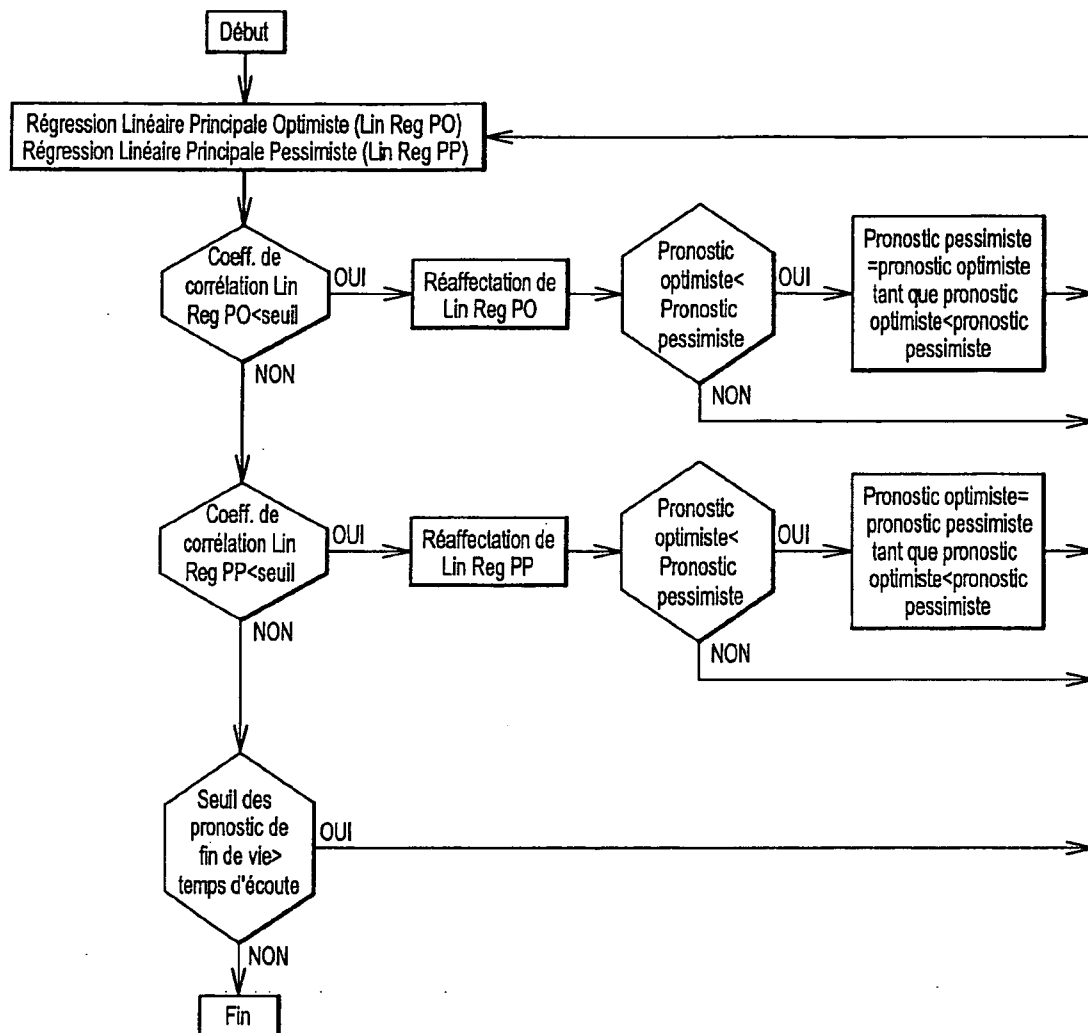 Début
Régression Linéaire Principale Optimiste (Lin Reg PO)
Régression Linéaire Principale Pessimiste (Lin Reg PP)
Coeff. de
corrélation Lin
Reg PO<seuil
OUI
NON
Réaffectation de
Lin Reg PO
Pronostic
optimiste<
Pronostic
pessimiste
OUI
NON
Pronostic pessimiste
=pronostic optimiste
tant que pronostic
optimiste<pronostic
pessimiste
Coeff. de
corrélation Lin
Reg PP<seuil
OUI
NON
Réaffectation de
Lin Reg PP
Pronostic
optimiste<
Pronostic
pessimiste
OUI
NON
Pronostic optimiste=
pronostic pessimiste
tant que pronostic
optimiste<pronostic
pessimiste
Seuil des
pronostic de
fin de vie>
temps d'écoute
OUI
NON
Fin